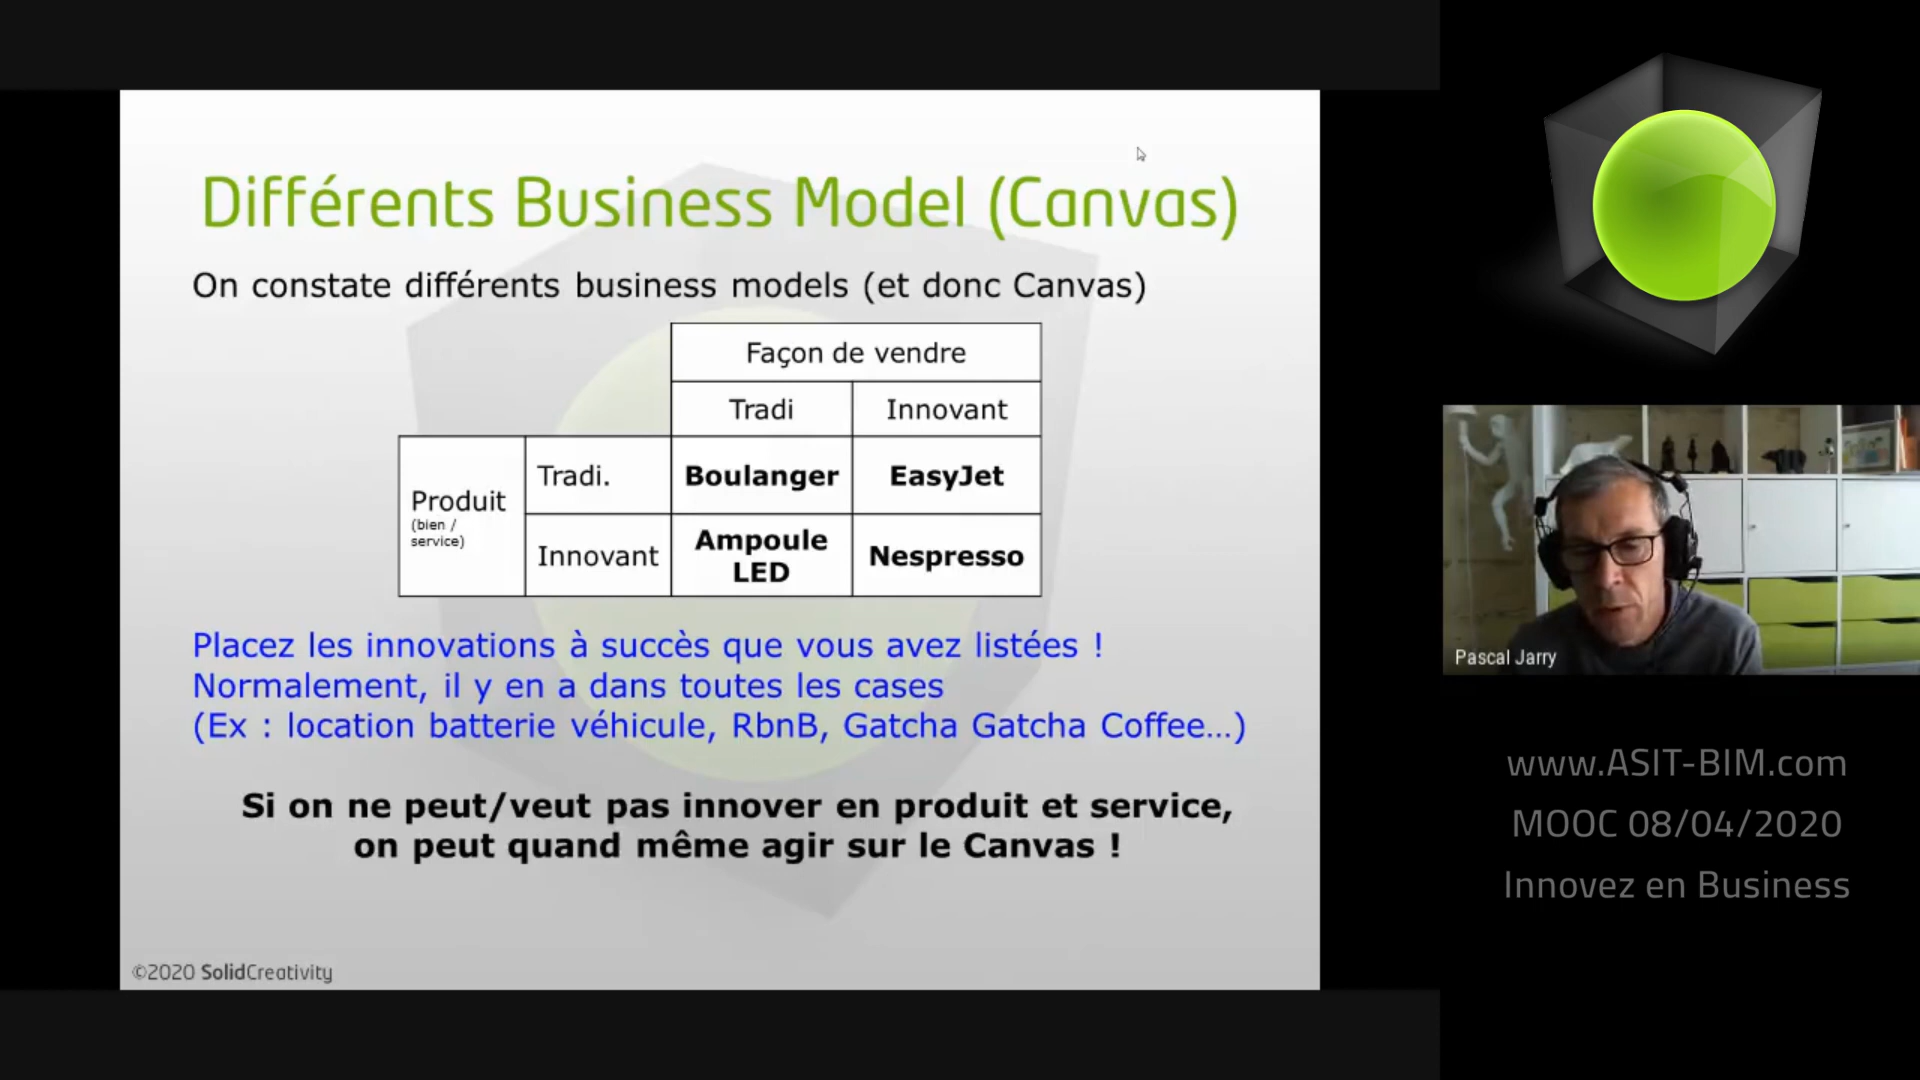 Différents Business Model (Canvas)
On constate différents business models (et donc Canvas)
Façon de vendre
Tradi Innovant
Produit
(bien /
service)
Tradi. Boulanger EasyJet
Innovant Ampoule
LED Nespresso
Placez les innovations à succès que vous avez listées !
Normalement, il y en a dans toutes les cases
(Ex : location batterie véhicule, RbnB, Gatcha Gatcha Coffee...)
Si on ne peut/veut pas innover en produit et service,
on peut quand même agir sur le Canvas !
©2020 SolidCreativity
Pascal Jarry
www.ASIT-BIM.com
MOOC 08/04/2020
Innovez en Business